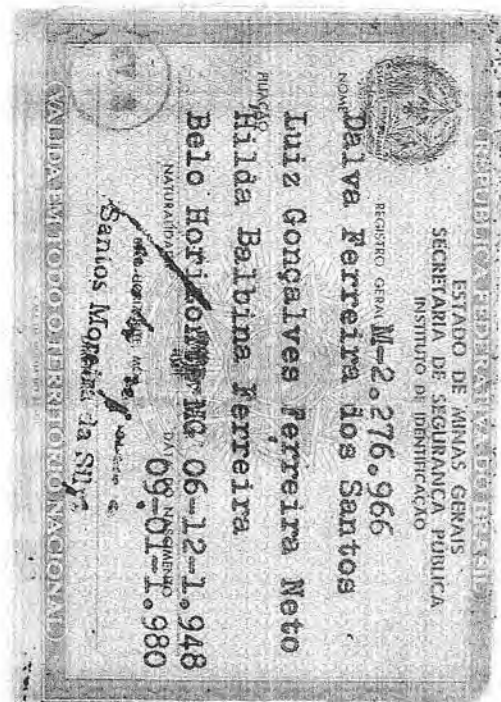 REPÚBLICA FEDERATIVA DO BRASIL
ESTADO DE MINAS GERAIS
SECRETARIA DE SEGURANÇA PÚBLICA
INSTITUTO DE IDENTIFICAÇÃO
REGISTRO GERAL M-2.276.966
NOME Dalva Ferreira dos Santos
Luiz Gonçalves Ferreira Neto
FILIAÇÃO
Hilda Balbina Ferreira
Belo Horizonte MG 06-12-1.948
NATURALIDADE DATA DO NASCIMENTO
09-01-1.980
Santos Moreira da Silva
VALIDA EM TODO O TERRITÓRIO NACIONAL